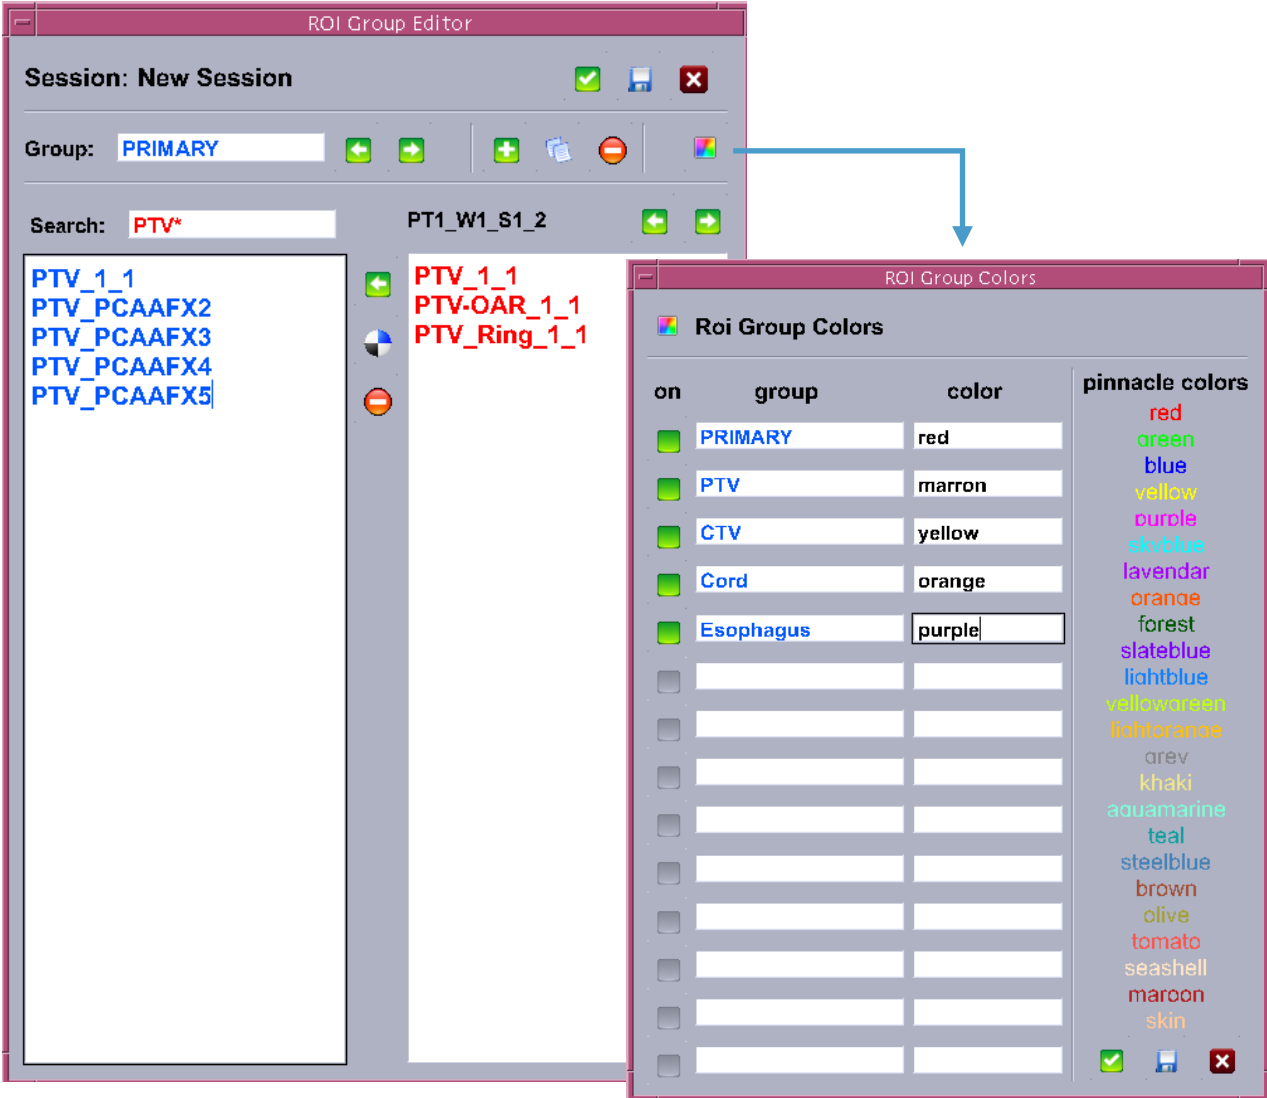 ROI Group Editor
Session: New Session
Group: PRIMARY
Search: PTV*
PT1_W1_S1_2
PTV_1_1
PTV_PCAAFX2
PTV_PCAAFX3
PTV_PCAAFX4
PTV_PCAAFX5
PTV_1_1
PTV-OAR_1_1
PTV_Ring_1_1
ROI Group Colors
Roi Group Colors
on group color
PRIMARY red
PTV marron
CTV yellow
Cord orange
Esophagus purple
pinnacle colors
red
green
blue
yellow
purple
skyblue
lavendar
orange
forest
slateblue
lightblue
yellowgreen
lightorange
grey
khaki
aquamarine
teal
steelblue
brown
olive
tomato
seashell
maroon
skin